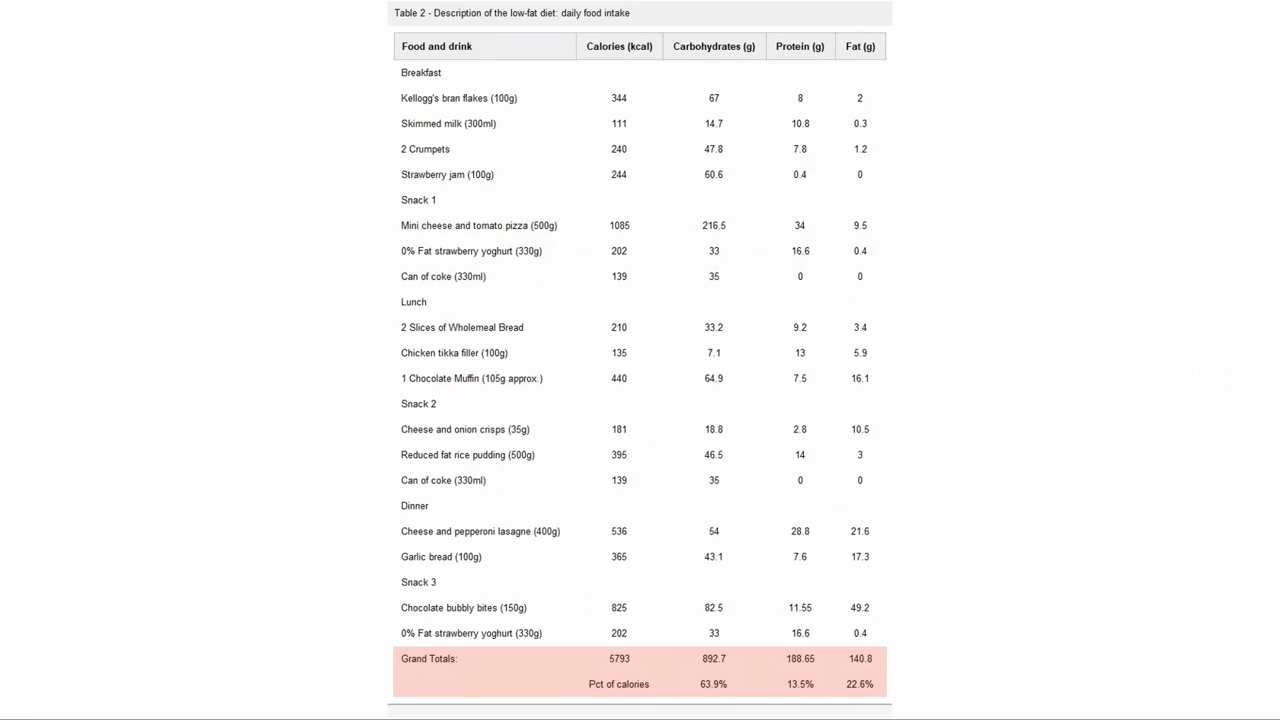 Table 2 - Description of the low-fat diet: daily food intake
Food and drink Calories (kcal) Carbohydrates (g) Protein (g) Fat (g)
Breakfast
Kellogg's bran flakes (100g) 344 67 8 2
Skimmed milk (300ml) 111 14.7 10.8 0.3
2 Crumpets 240 47.8 7.8 1.2
Strawberry jam (100g) 244 60.6 0.4 0
Snack 1
Mini cheese and tomato pizza (500g) 1085 216.5 34 9.5
0% Fat strawberry yoghurt (330g) 202 33 16.6 0.4
Can of coke (330ml) 139 35 0 0
Lunch
2 Slices of Wholemeal Bread 210 33.2 9.2 3.4
Chicken tikka filler (100g) 135 7.1 13 5.9
1 Chocolate Muffin (105g approx.) 440 64.9 7.5 16.1
Snack 2
Cheese and onion crisps (35g) 181 18.8 2.8 10.5
Reduced fat rice pudding (500g) 395 46.5 14 3
Can of coke (330ml) 139 35 0 0
Dinner
Cheese and pepperoni lasagne (400g) 536 54 28.8 21.6
Garlic bread (100g) 365 43.1 7.6 17.3
Snack 3
Chocolate bubbly bites (150g) 825 82.5 11.55 49.2
0% Fat strawberry yoghurt (330g) 202 33 16.6 0.4
Grand Totals: 5793 892.7 188.65 140.8
Pct of calories 63.9% 13.5% 22.6%